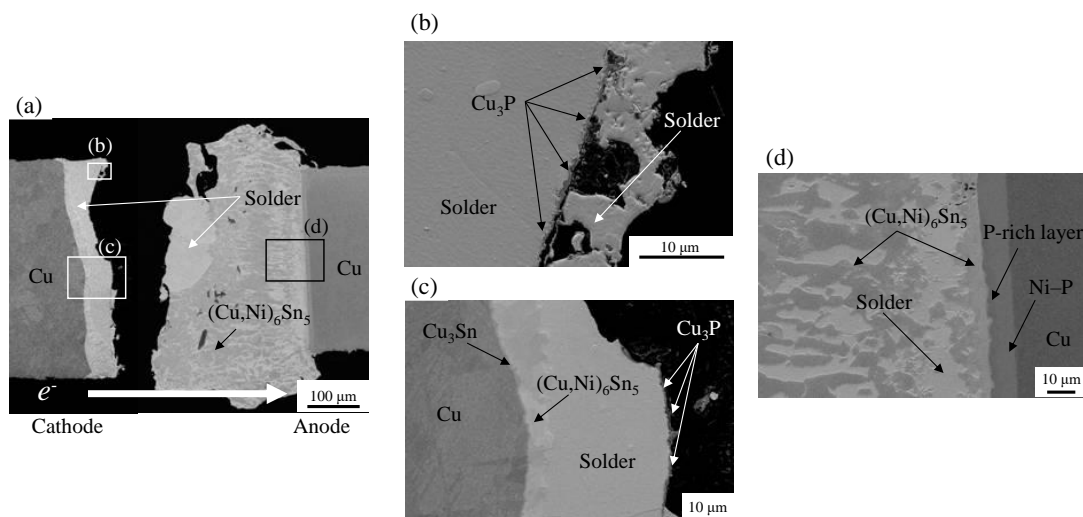 (a)
(b)
(c)
(d)
Solder
Cu
Cu
(Cu,Ni)₆Sn₅
e⁻
100 μm
Cathode
Anode
(b)
Cu₃P
Solder
Solder
10 μm
(c)
Cu₃Sn
(Cu,Ni)₆Sn₅
Cu₃P
Cu
Solder
10 μm
(d)
(Cu,Ni)₆Sn₅
P-rich layer
Solder
Ni–P
Cu
10 μm